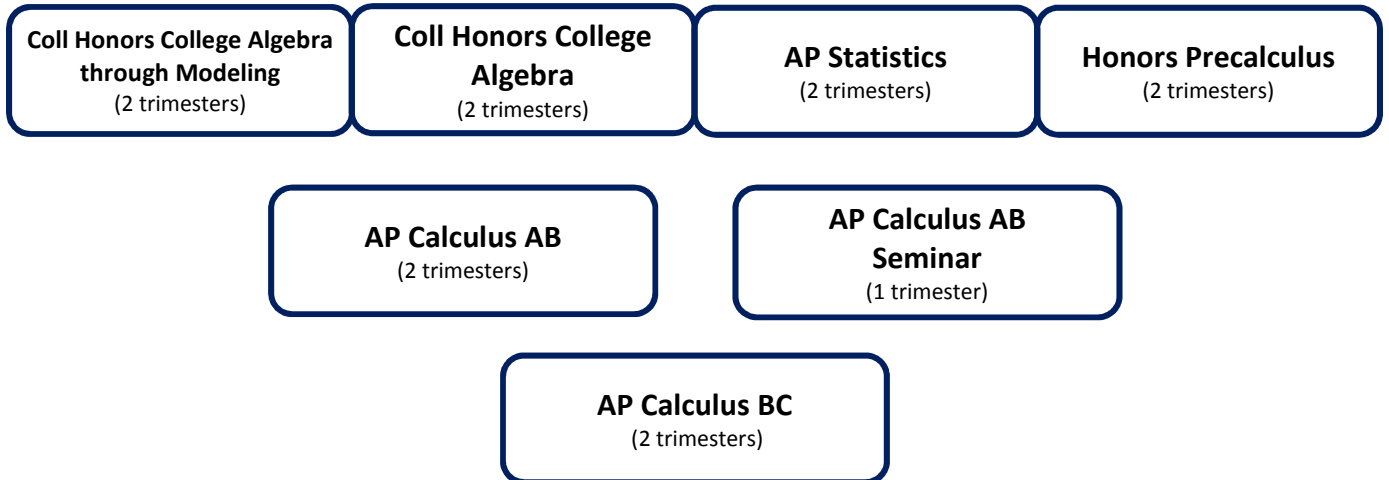 Coll Honors College Algebra
through Modeling
(2 trimesters)
Coll Honors College
Algebra
(2 trimesters)
AP Statistics
(2 trimesters)
Honors Precalculus
(2 trimesters)
AP Calculus AB
(2 trimesters)
AP Calculus AB
Seminar
(1 trimester)
AP Calculus BC
(2 trimesters)